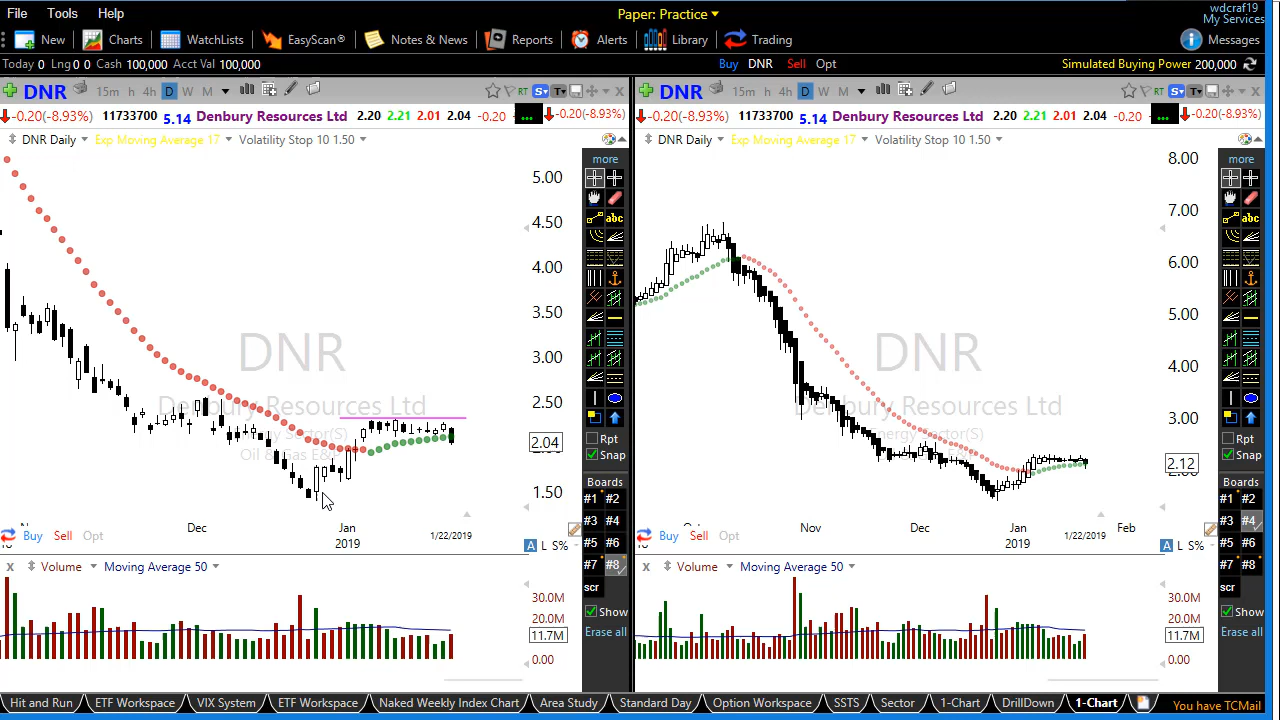 File Tools Help Paper: Practice wdcraf19
My Services
New Charts WatchLists EasyScan® Notes & News Reports Alerts Library Trading Messages
Today 0 Lng 0 0 Cash 100,000 Acct Val 100,000 Buy DNR Sell Opt Simulated Buying Power 200,000
DNR 15m h 4h D W M RT S T X
-0.20(-8.93%) 11733700 5.14 Denbury Resources Ltd 2.20 2.21 2.01 2.04 -0.20 ... -0.20(-8.93%)
DNR Daily Exp Moving Average 17 Volatility Stop 10 1.50
more
5.00
4.50
4.00
3.50
3.00
2.50
2.04
1.50
DNR
Denbury Resources Ltd
Energy Sector(S)
Oil & Gas E&P
abc
Rpt
Snap
Boards
#1 #2
#3 #4
#5 #6
#7 #8
scr
Show
Erase all
Dec Jan 1/22/2019
2019
Buy Sell Opt
A L S%
X Volume Moving Average 50
30.0M
20.0M
11.7M
0.00
DNR 15m h 4h D W M RT S T X
-0.20(-8.93%) 11733700 5.14 Denbury Resources Ltd 2.20 2.21 2.01 2.04 -0.20 ... -0.20(-8.93%)
DNR Daily Exp Moving Average 17 Volatility Stop 10 1.50
more
8.00
7.00
6.00
5.00
4.00
3.00
2.12
DNR
Denbury Resources Ltd
Energy Sector(S)
abc
Rpt
Snap
Boards
#1 #2
#3 #4
#5 #6
#7 #8
scr
Show
Erase all
Nov Dec Jan Feb
2019 1/22/2019
Buy Sell Opt
A L S%
X Volume Moving Average 50
30.0M
20.0M
11.7M
0.00
Hit and Run ETF Workspace VIX System ETF Workspace Naked Weekly Index Chart Area Study Standard Day Option Workspace SSTS Sector 1-Chart DrillDown 1-Chart You have TCMail